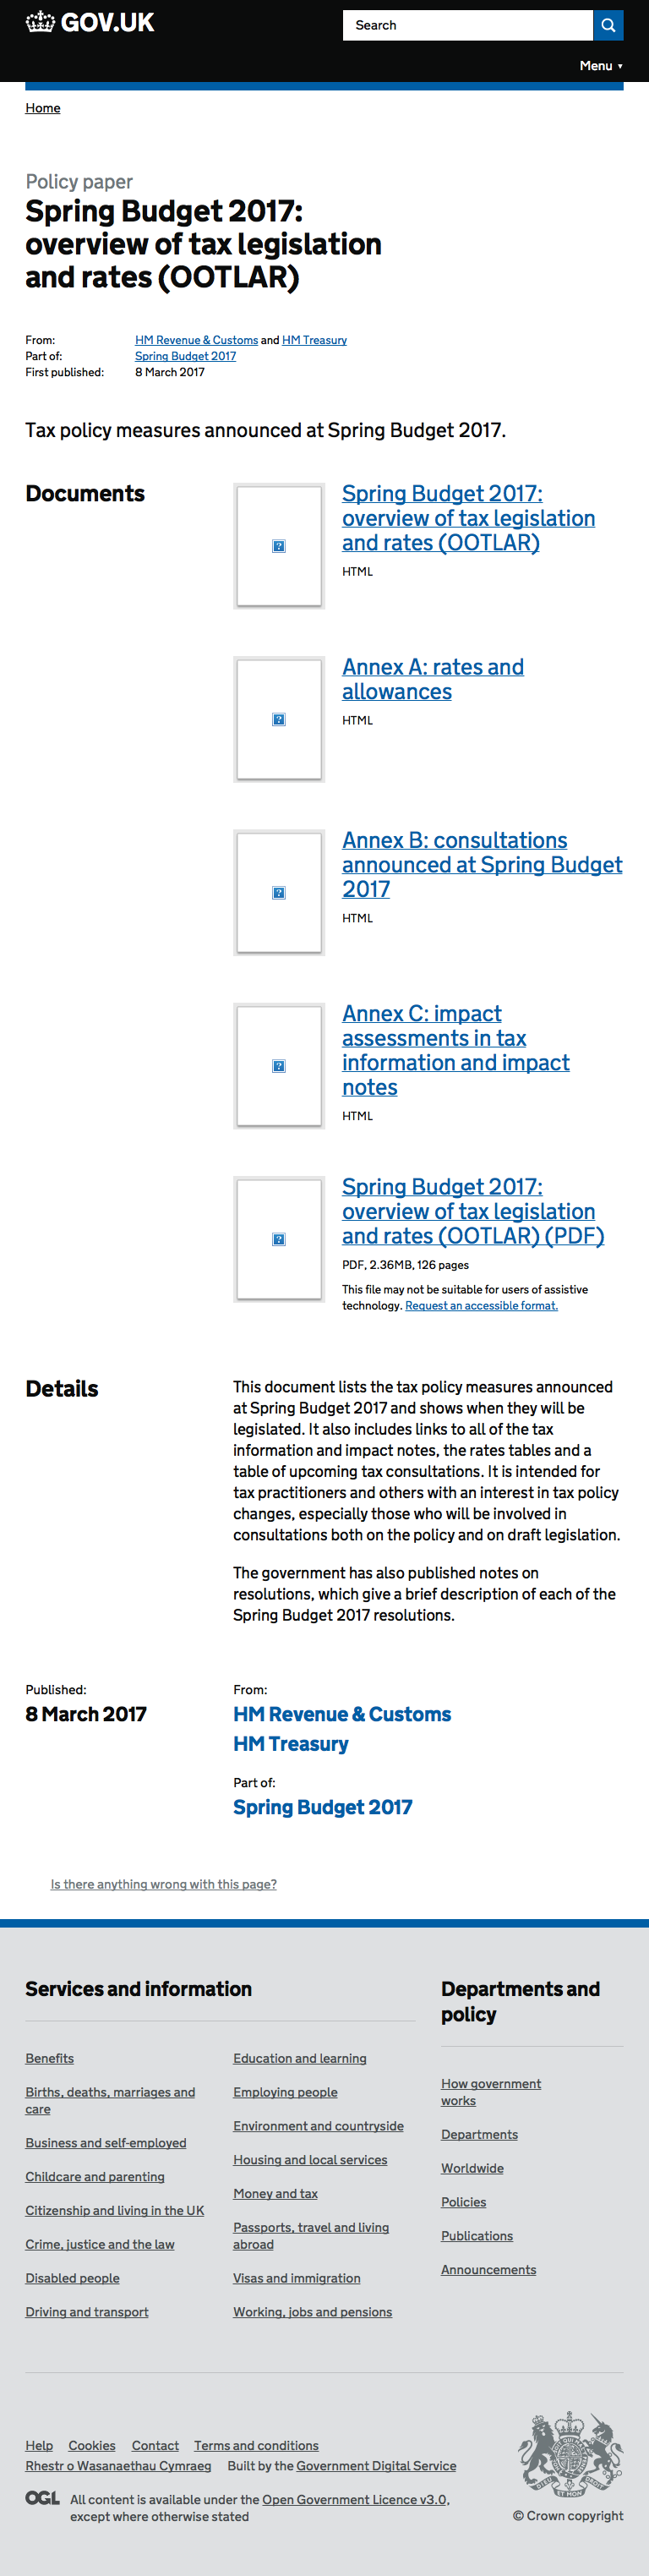 GOV.UK
Search
Menu ▼
Home
Policy paper
Spring Budget 2017:
overview of tax legislation
and rates (OOTLAR)
From: HM Revenue & Customs and HM Treasury
Part of: Spring Budget 2017
First published: 8 March 2017
Tax policy measures announced at Spring Budget 2017.
Documents
Spring Budget 2017:
overview of tax legislation
and rates (OOTLAR)
HTML
Annex A: rates and
allowances
HTML
Annex B: consultations
announced at Spring Budget
2017
HTML
Annex C: impact
assessments in tax
information and impact
notes
HTML
Spring Budget 2017:
overview of tax legislation
and rates (OOTLAR) (PDF)
PDF, 2.36MB, 126 pages
This file may not be suitable for users of assistive
technology. Request an accessible format.
Details
This document lists the tax policy measures announced
at Spring Budget 2017 and shows when they will be
legislated. It also includes links to all of the tax
information and impact notes, the rates tables and a
table of upcoming tax consultations. It is intended for
tax practitioners and others with an interest in tax policy
changes, especially those who will be involved in
consultations both on the policy and on draft legislation.
The government has also published notes on
resolutions, which give a brief description of each of the
Spring Budget 2017 resolutions.
Published:
8 March 2017
From:
HM Revenue & Customs
HM Treasury
Part of:
Spring Budget 2017
Is there anything wrong with this page?
Services and information
Benefits
Births, deaths, marriages and
care
Business and self-employed
Childcare and parenting
Citizenship and living in the UK
Crime, justice and the law
Disabled people
Driving and transport
Education and learning
Employing people
Environment and countryside
Housing and local services
Money and tax
Passports, travel and living
abroad
Visas and immigration
Working, jobs and pensions
Departments and
policy
How government
works
Departments
Worldwide
Policies
Publications
Announcements
Help Cookies Contact Terms and conditions
Rhestr o Wasanaethau Cymraeg Built by the Government Digital Service
OGL All content is available under the Open Government Licence v3.0,
except where otherwise stated
© Crown copyright